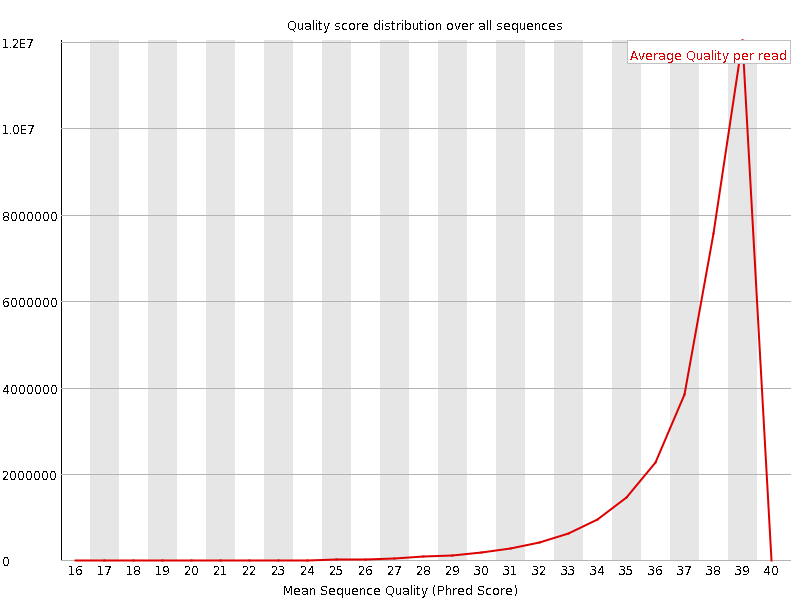 Quality score distribution over all sequences
1.2E7
Average Quality per read
1.0E7
8000000
6000000
4000000
2000000
0
16 17 18 19 20 21 22 23 24 25 26 27 28 29 30 31 32 33 34 35 36 37 38 39 40
Mean Sequence Quality (Phred Score)